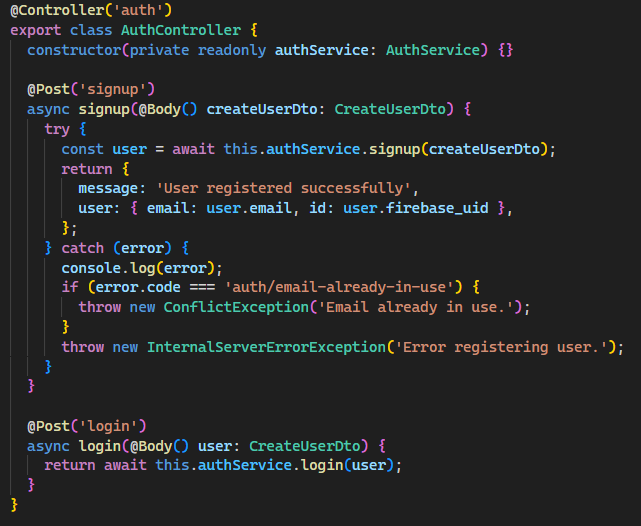 @Controller('auth')
export class AuthController {
  constructor(private readonly authService: AuthService) {}

  @Post('signup')
  async signup(@Body() createUserDto: CreateUserDto) {
    try {
      const user = await this.authService.signup(createUserDto);
      return {
        message: 'User registered successfully',
        user: { email: user.email, id: user.firebase_uid },
      };
    } catch (error) {
      console.log(error);
      if (error.code === 'auth/email-already-in-use') {
        throw new ConflictException('Email already in use.');
      }
      throw new InternalServerErrorException('Error registering user.');
    }
  }

  @Post('login')
  async login(@Body() user: CreateUserDto) {
    return await this.authService.login(user);
  }
}